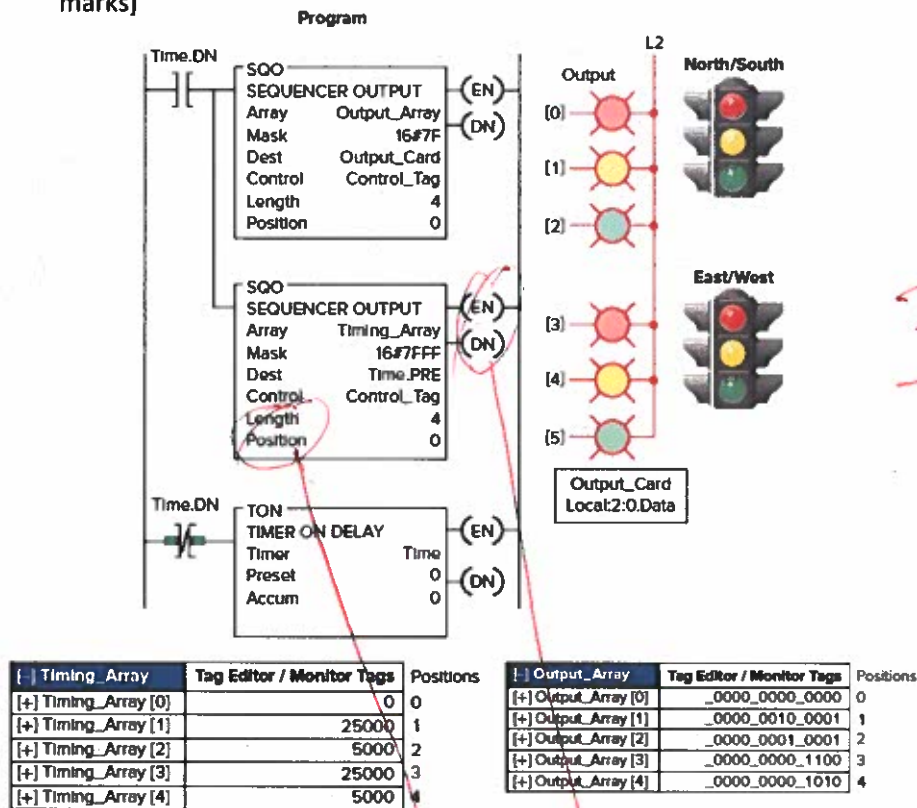 marks]
Program
Time.DN
SQO
SEQUENCER OUTPUT
Array Output_Array
Mask 16#7F
Dest Output_Card
Control Control_Tag
Length 4
Position 0
(EN)
(DN)
SQO
SEQUENCER OUTPUT
Array Timing_Array
Mask 16#7FFF
Dest Time.PRE
Control Control_Tag
Length 4
Position 0
(EN)
(DN)
Time.DN
TON
TIMER ON DELAY
Timer Time
Preset 0
Accum 0
(EN)
(DN)
L2
Output
North/South
[0]
[1]
[2]
East/West
[3]
[4]
[5]
Output_Card
Local:2:0.Data
[-] Timing_Array Tag Editor / Monitor Tags Positions
[+] Timing_Array [0] 0 0
[+] Timing_Array [1] 25000 1
[+] Timing_Array [2] 5000 2
[+] Timing_Array [3] 25000 3
[+] Timing_Array [4] 5000 4
[-] Output_Array Tag Editor / Monitor Tags Positions
[+] Output_Array [0] _0000_0000_0000 0
[+] Output_Array [1] _0000_0010_0001 1
[+] Output_Array [2] _0000_0001_0001 2
[+] Output_Array [3] _0000_0000_1100 3
[+] Output_Array [4] _0000_0000_1010 4